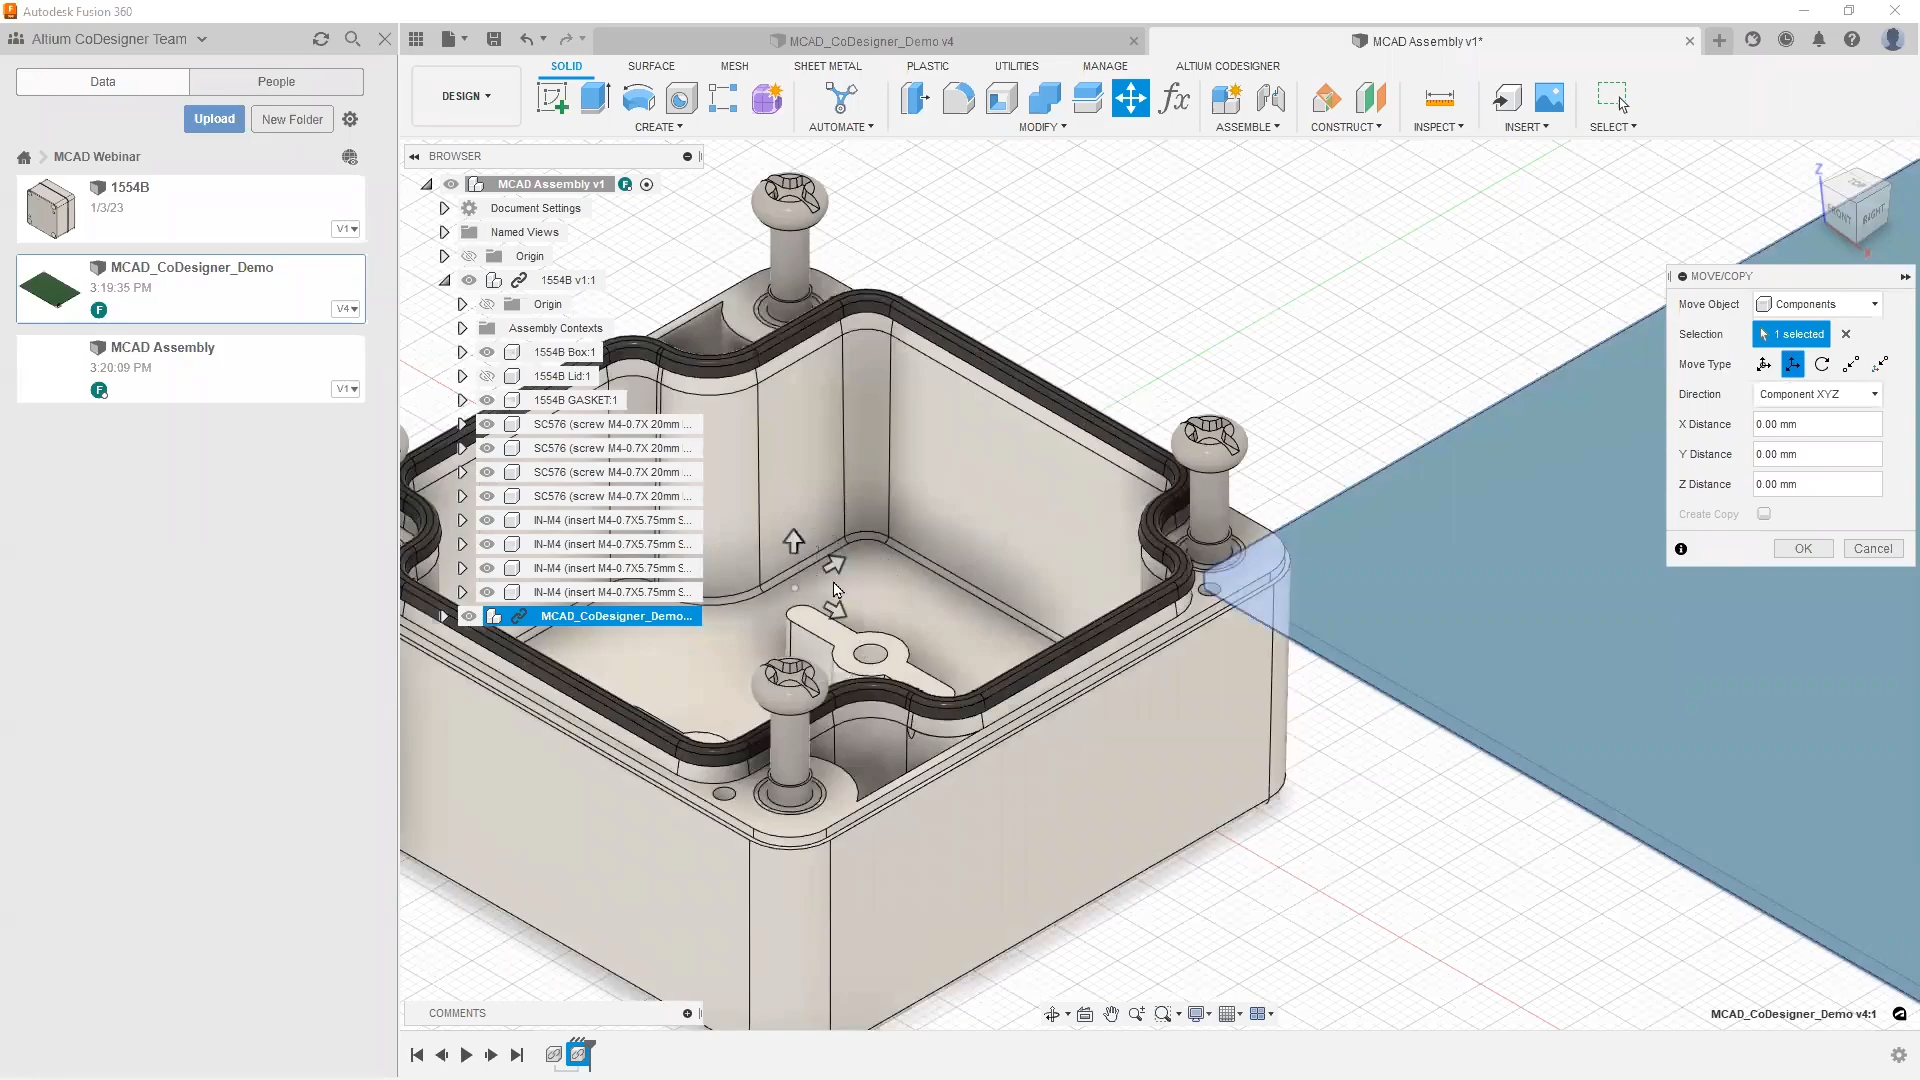 Autodesk Fusion 360
Altium CoDesigner Team
MCAD_CoDesigner_Demo v4
MCAD Assembly v1*
Data
People
Upload
New Folder
MCAD Webinar
1554B
1/3/23
V1
MCAD_CoDesigner_Demo
3:19:35 PM
F
V4
MCAD Assembly
3:20:09 PM
F
V1
SOLID
SURFACE
MESH
SHEET METAL
PLASTIC
UTILITIES
MANAGE
ALTIUM CODESIGNER
DESIGN
fx
CREATE
AUTOMATE
MODIFY
ASSEMBLE
CONSTRUCT
INSPECT
INSERT
SELECT
BROWSER
MCAD Assembly v1
F
Document Settings
Named Views
Origin
1554B v1:1
Origin
Assembly Contexts
1554B Box:1
1554B Lid:1
1554B GASKET:1
SC576 (screw M4-0.7X 20mm ...
SC576 (screw M4-0.7X 20mm ...
SC576 (screw M4-0.7X 20mm ...
SC576 (screw M4-0.7X 20mm ...
IN-M4 (insert M4-0.7X5.75mm S...
IN-M4 (insert M4-0.7X5.75mm S...
IN-M4 (insert M4-0.7X5.75mm S...
IN-M4 (insert M4-0.7X5.75mm S...
MCAD_CoDesigner_Demo...
Z
TOP
FRONT
RIGHT
X
MOVE/COPY
Move Object
Components
Selection
1 selected
Move Type
Direction
Component XYZ
X Distance
0.00 mm
Y Distance
0.00 mm
Z Distance
0.00 mm
Create Copy
OK
Cancel
COMMENTS
MCAD_CoDesigner_Demo v4:1